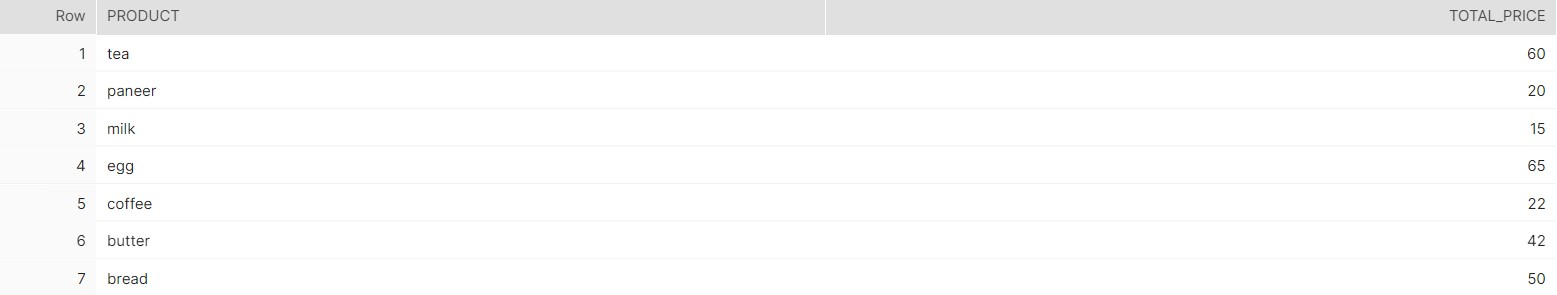 Row PRODUCT TOTAL_PRICE
1 tea 60
2 paneer 20
3 milk 15
4 egg 65
5 coffee 22
6 butter 42
7 bread 50